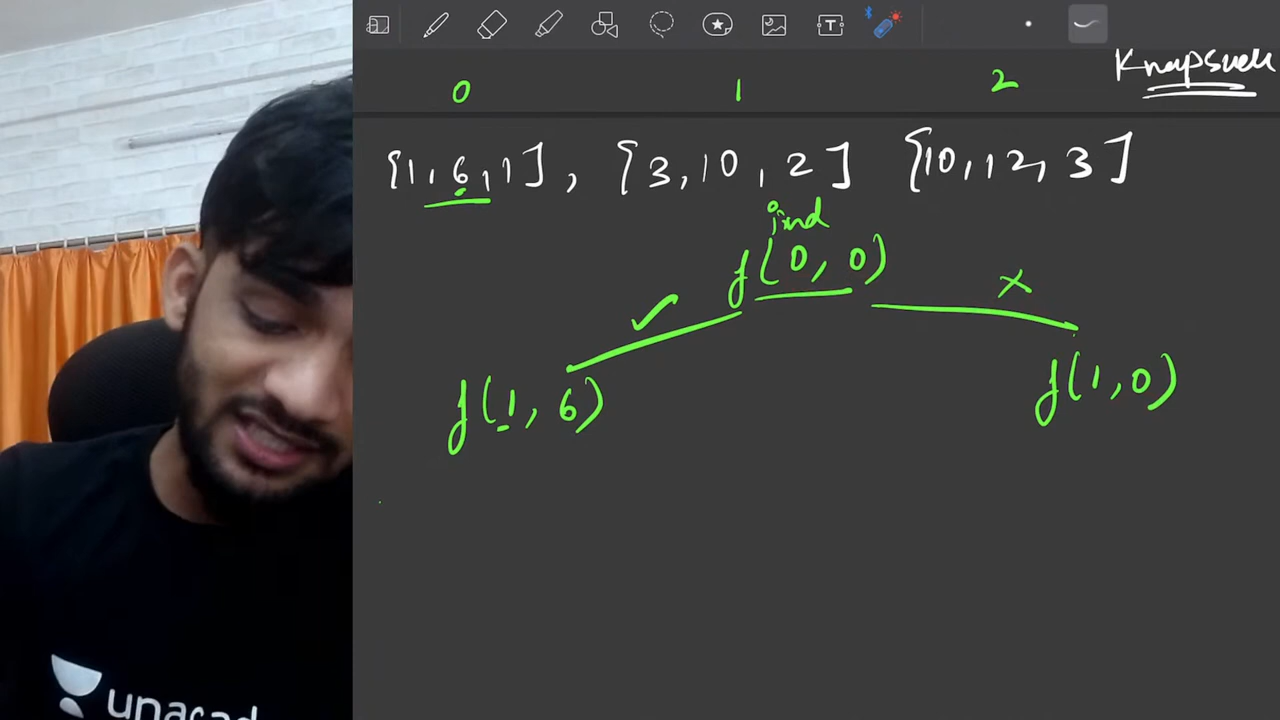 Knapsack
0 1 2
{1, 6, 1}, {3, 10, 2} {10, 12, 3}
ind
f(0, 0)
✓ ×
f(1, 6) f(1, 0)
T
unacad